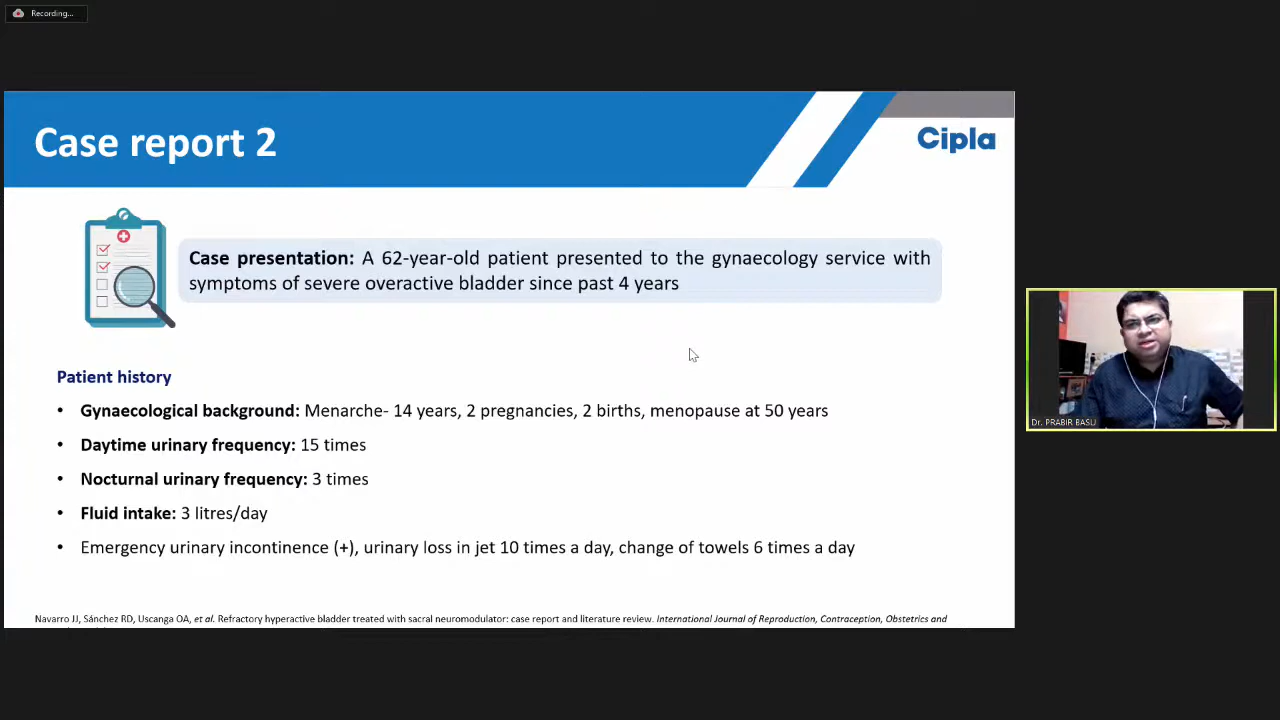 Recording...
Case report 2
Cipla
Case presentation: A 62-year-old patient presented to the gynaecology service with
symptoms of severe overactive bladder since past 4 years
Patient history
• Gynaecological background: Menarche- 14 years, 2 pregnancies, 2 births, menopause at 50 years
• Daytime urinary frequency: 15 times
• Nocturnal urinary frequency: 3 times
• Fluid intake: 3 litres/day
• Emergency urinary incontinence (+), urinary loss in jet 10 times a day, change of towels 6 times a day
Navarro JJ, Sánchez RD, Uscanga OA, et al. Refractory hyperactive bladder treated with sacral neuromodulator: case report and literature review. International Journal of Reproduction, Contraception, Obstetrics and
Dr. PRABIR BASU